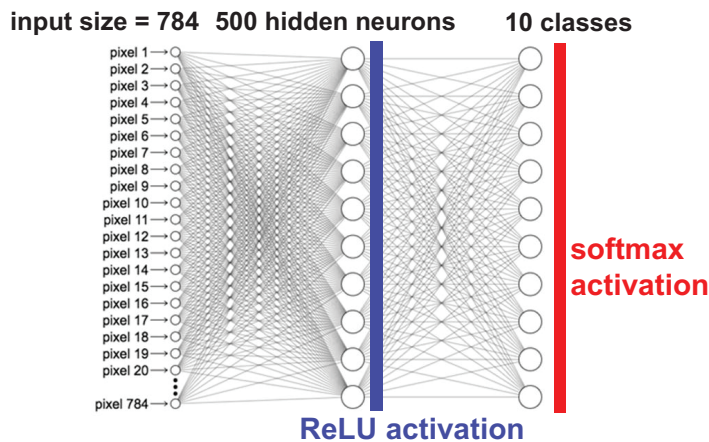 input size = 784 500 hidden neurons 10 classes
pixel 1
pixel 2
pixel 3
pixel 4
pixel 5
pixel 6
pixel 7
pixel 8
pixel 9
pixel 10
pixel 11
pixel 12
pixel 13
pixel 14
pixel 15
pixel 16
pixel 17
pixel 18
pixel 19
pixel 20
pixel 784
softmax
activation
ReLU activation